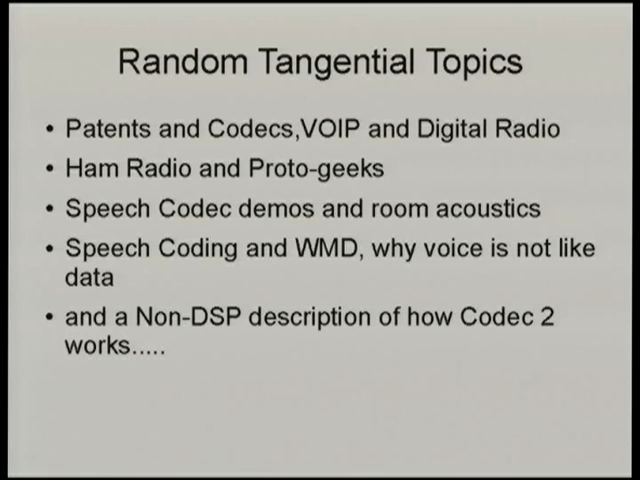 Random Tangential Topics
• Patents and Codecs,VOIP and Digital Radio
• Ham Radio and Proto-geeks
• Speech Codec demos and room acoustics
• Speech Coding and WMD, why voice is not like
data
• and a Non-DSP description of how Codec 2
works.....